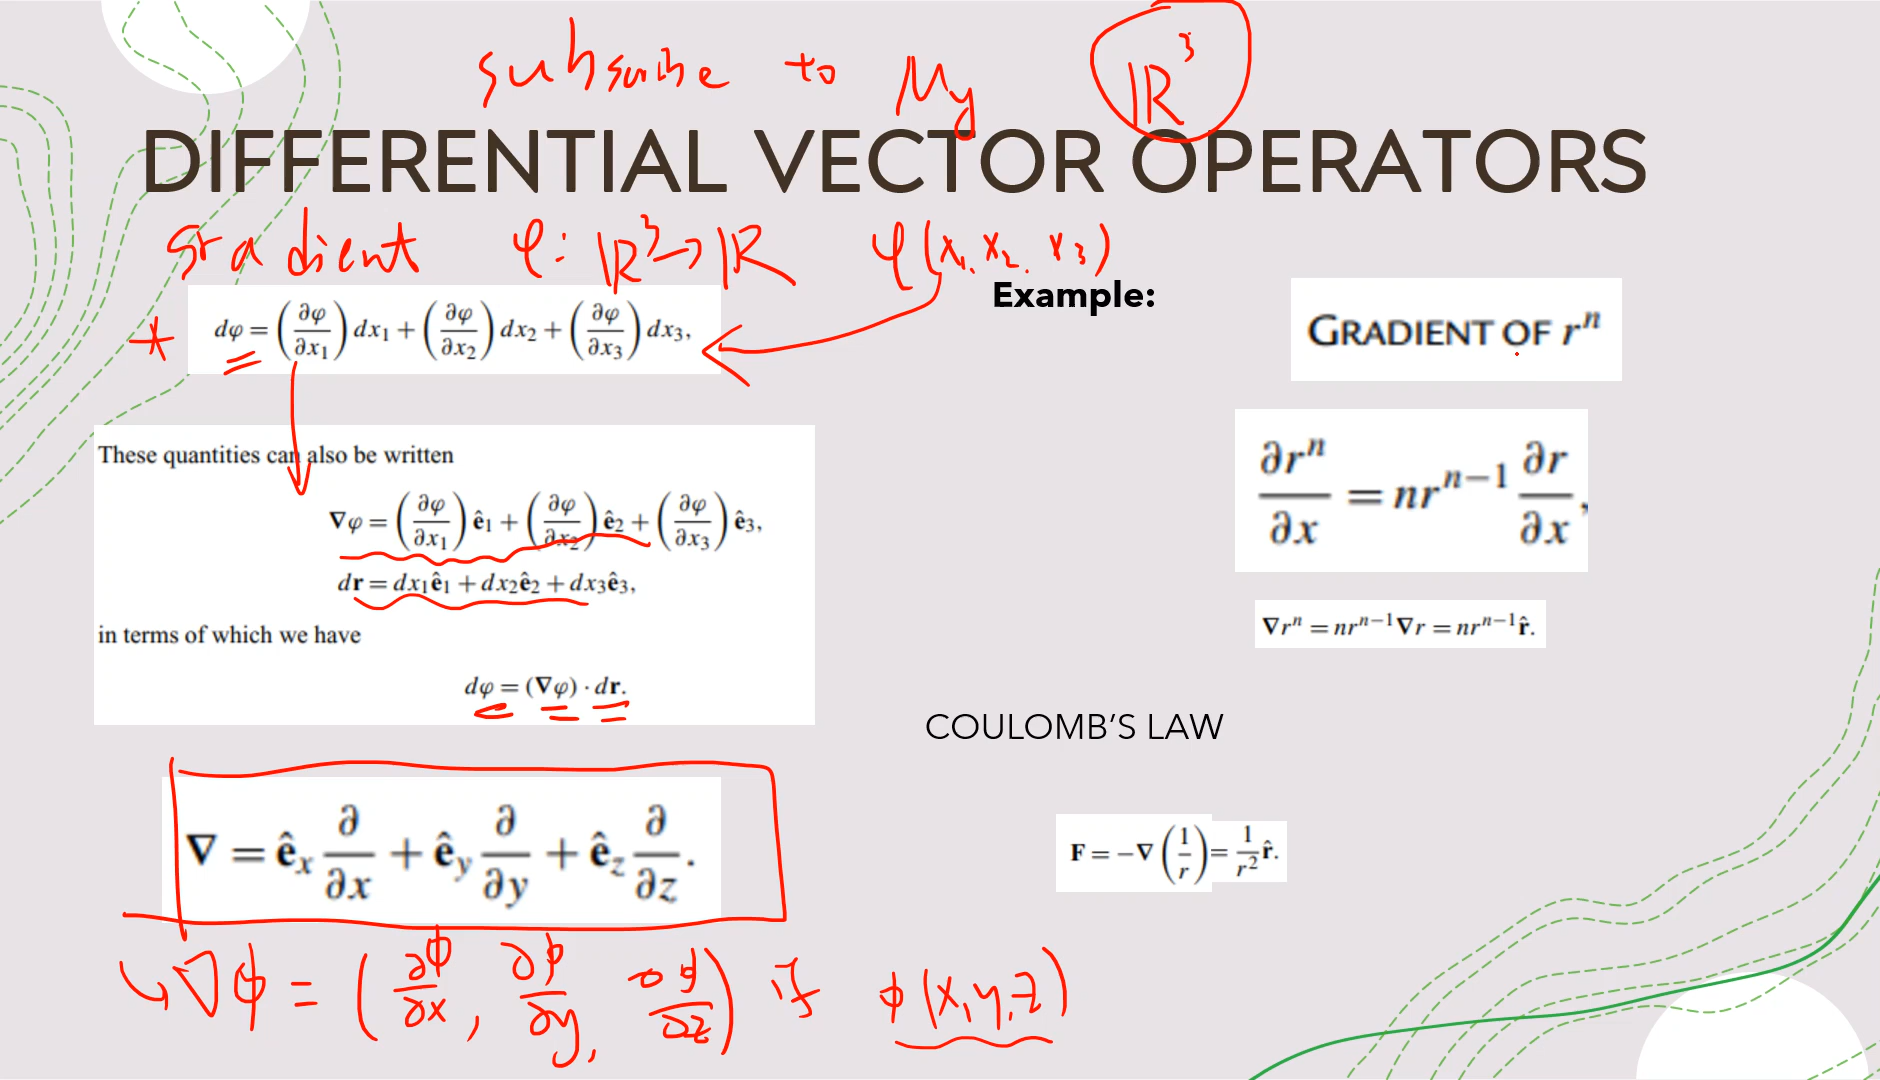 subscribe to My ℝ³
DIFFERENTIAL VECTOR OPERATORS
gradient φ: ℝ³→ℝ φ(x₁, x₂, x₃)
* dφ = (∂φ/∂x₁) dx₁ + (∂φ/∂x₂) dx₂ + (∂φ/∂x₃) dx₃,
These quantities can also be written
∇φ = (∂φ/∂x₁) ê₁ + (∂φ/∂x₂) ê₂ + (∂φ/∂x₃) ê₃,
dr = dx₁ê₁ + dx₂ê₂ + dx₃ê₃,
in terms of which we have
dφ = (∇φ) · dr.
∇ = êₓ ∂/∂x + ê_y ∂/∂y + ê_z ∂/∂z.
↳ ∇ϕ = (∂ϕ/∂x, ∂ϕ/∂y, ∂ϕ/∂z) if ϕ(x,y,z)
Example:
GRADIENT OF rⁿ
∂rⁿ/∂x = nrⁿ⁻¹ ∂r/∂x,
∇rⁿ = nrⁿ⁻¹∇r = nrⁿ⁻¹r̂.
COULOMB'S LAW
F = −∇(1/r) = 1/r² r̂.